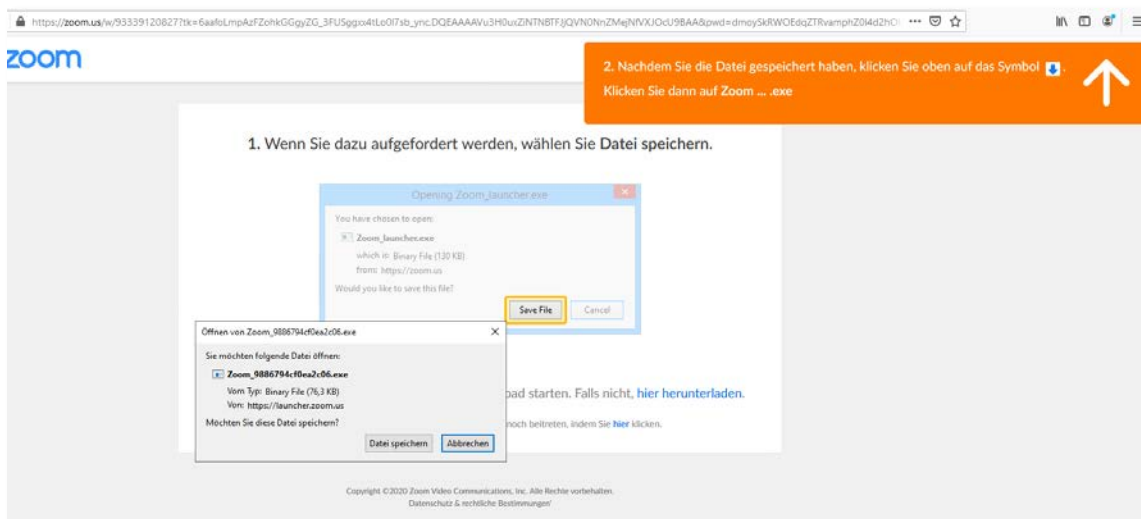 https://zoom.us/w/93339120827?tk=
zoom
2. Nachdem Sie die Datei gespeichert haben, klicken Sie oben auf das Symbol .
Klicken Sie dann auf Zoom ... .exe
1. Wenn Sie dazu aufgefordert werden, wählen Sie Datei speichern.
Opening Zoom_launcher.exe
You have chosen to open:
Zoom_launcher.exe
which is: Binary File (130 KB)
from: https://zoom.us
Would you like to save this file?
Save File
Cancel
Öffnen von Zoom_9886794cf0ea2c06.exe
Sie möchten folgende Datei öffnen:
Zoom_9886794cf0ea2c06.exe
Vom Typ: Binary File (76,3 KB)
Von: https://launcher.zoom.us
Möchten Sie diese Datei speichern?
Datei speichern
Abbrechen
starten. Falls nicht, hier herunterladen.
noch beitreten, indem Sie hier klicken.
Copyright ©2020 Zoom Video Communications, Inc. Alle Rechte vorbehalten.
Datenschutz & rechtliche Bestimmungen